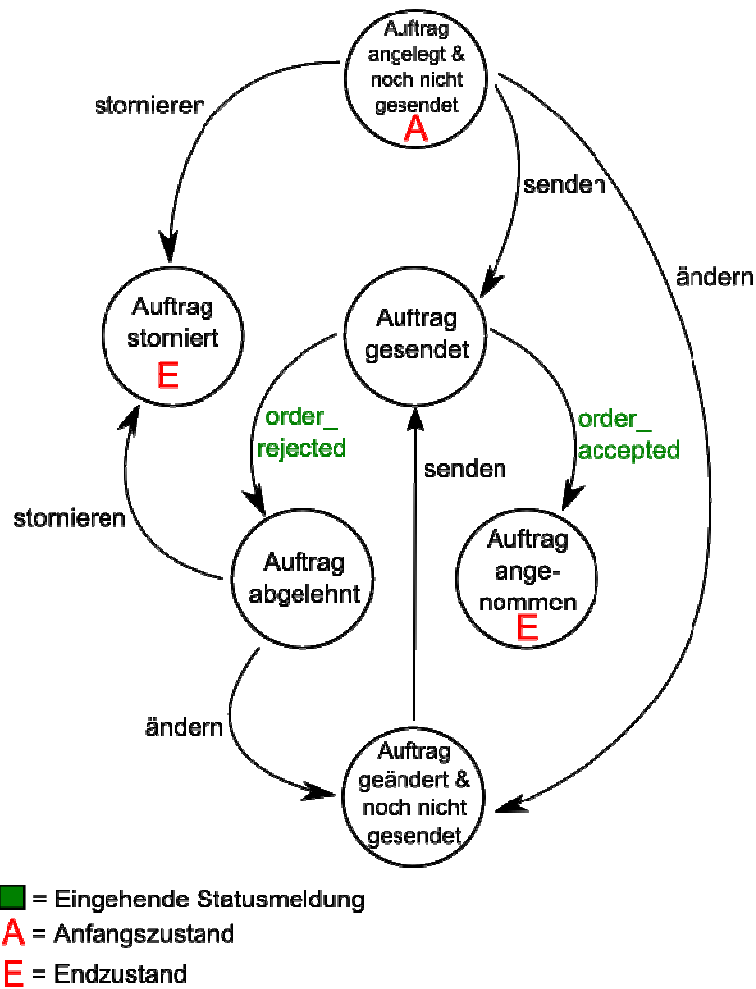 Auftrag
angelegt &
noch nicht
gesendet
A
stornieren
senden
ändern
Auftrag
storniert
E
Auftrag
gesendet
order_
rejected
order_
accepted
senden
stornieren
Auftrag
abgelehnt
Auftrag
ange-
nommen
E
ändern
Auftrag
geändert &
noch nicht
gesendet
= Eingehende Statusmeldung
A = Anfangszustand
E = Endzustand